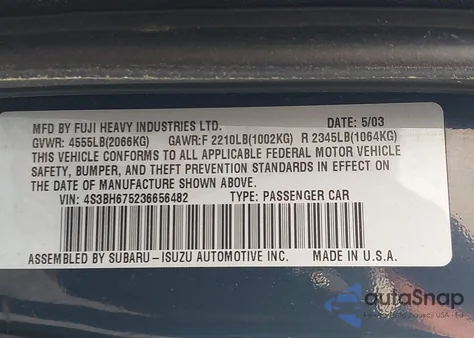 MFD BY FUJI HEAVY INDUSTRIES LTD. DATE: 5/03
GVWR: 4555LB(2066KG) GAWR:F 2210LB(1002KG) R 2345LB(1064KG)
THIS VEHICLE CONFORMS TO ALL APPLICABLE FEDERAL MOTOR VEHICLE
SAFETY, BUMPER, AND THEFT PREVENTION STANDARDS IN EFFECT ON
THE DATE OF MANUFACTURE SHOWN ABOVE.
VIN: 4S3BH675236656482 TYPE: PASSENGER CAR
ASSEMBLED BY SUBARU-ISUZU AUTOMOTIVE INC. MADE IN U.S.A.
autaSnap